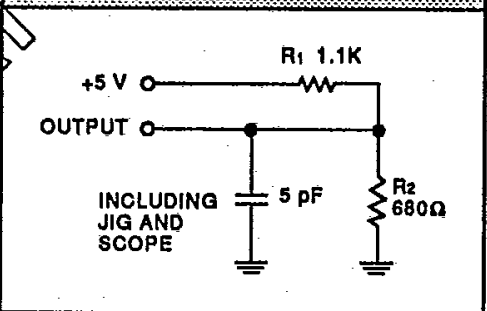 R1 1.1K
+5 V
OUTPUT
INCLUDING
JIG AND
SCOPE
5 pF
R2
680Ω